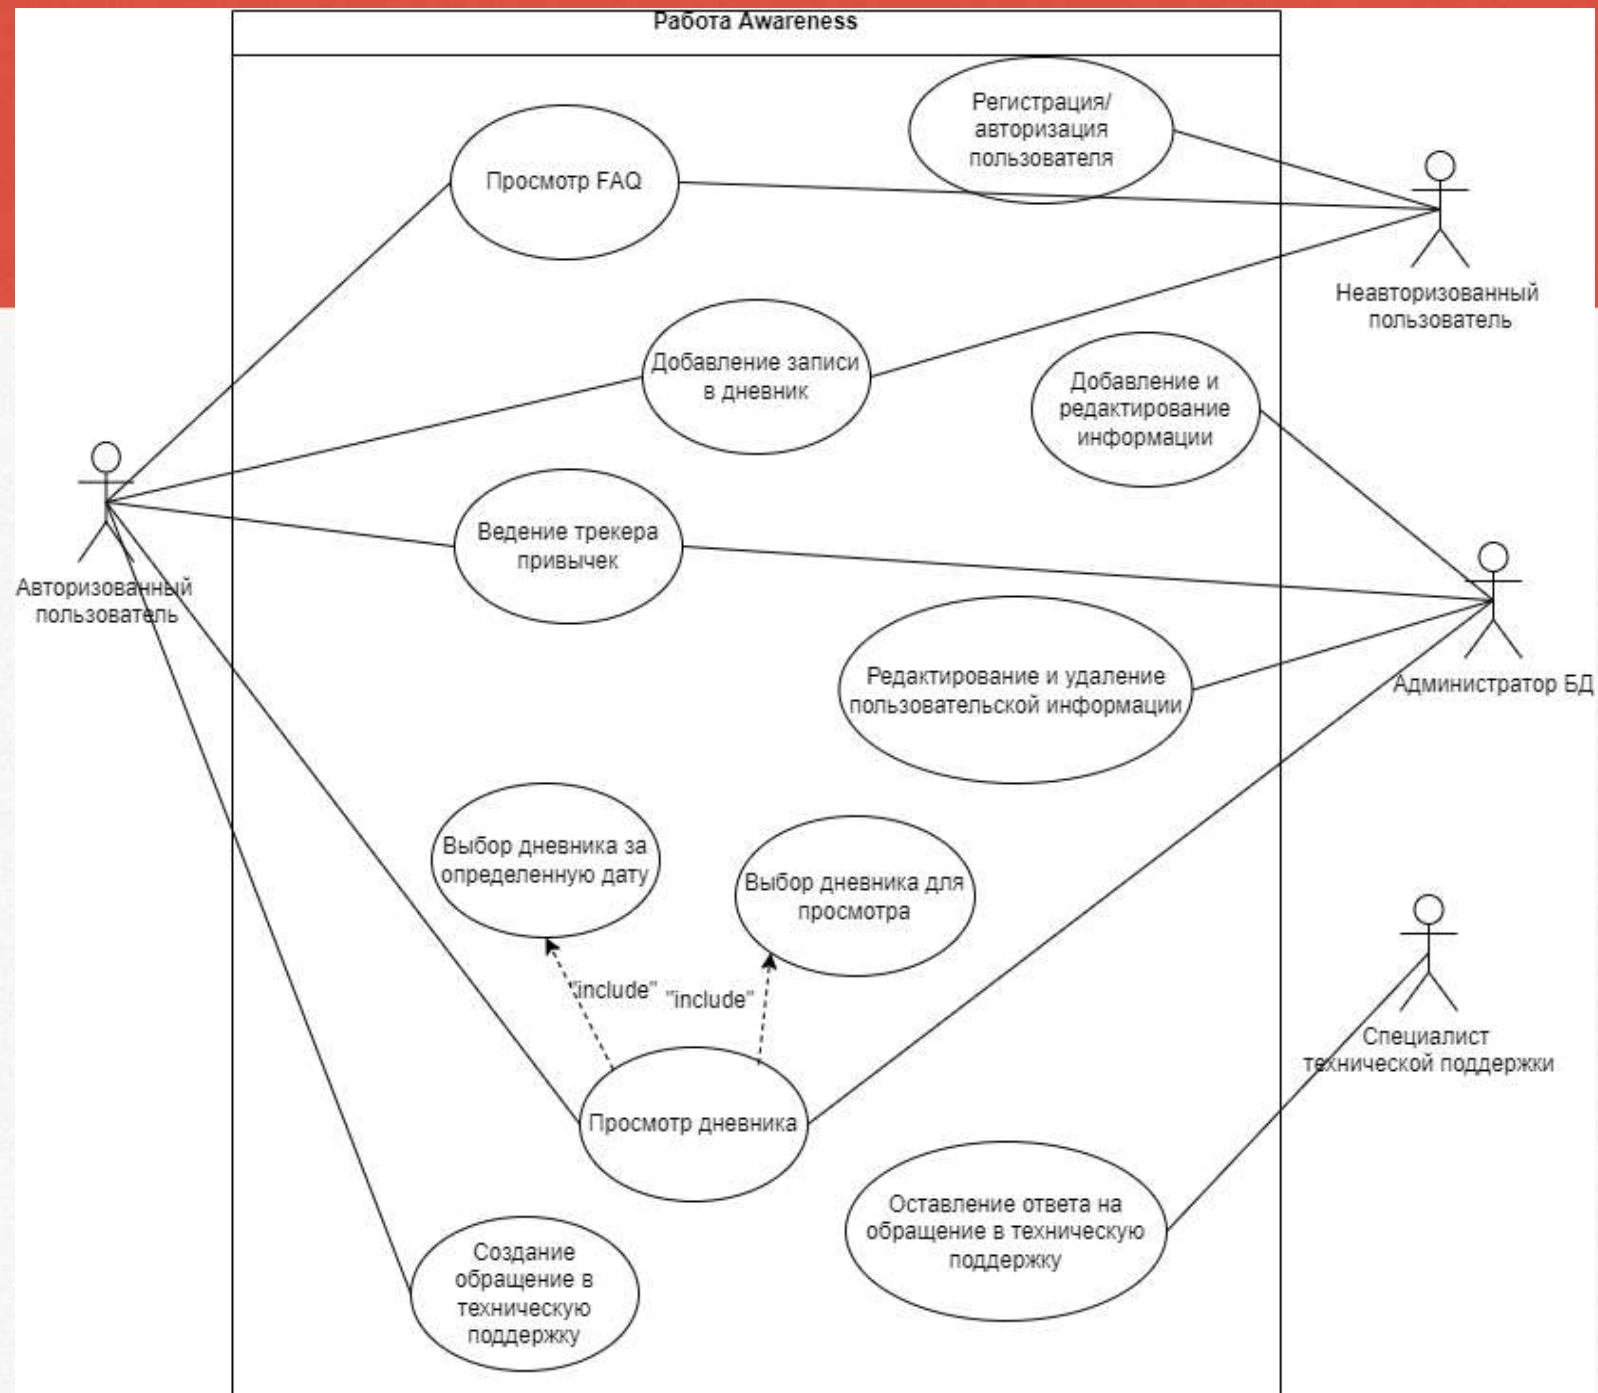 Работа Awareness
Регистрация/
авторизация
пользователя
Просмотр FAQ
Неавторизованный
пользователь
Добавление записи
в дневник
Добавление и
редактирование
информации
Ведение трекера
привычек
Авторизованный
пользователь
Редактирование и удаление
пользовательской информации
Администратор БД
Выбор дневника за
определенную дату
Выбор дневника для
просмотра
"include"
"include"
Специалист
технической поддержки
Просмотр дневника
Оставление ответа на
обращение в техническую
поддержку
Создание
обращение в
техническую
поддержку